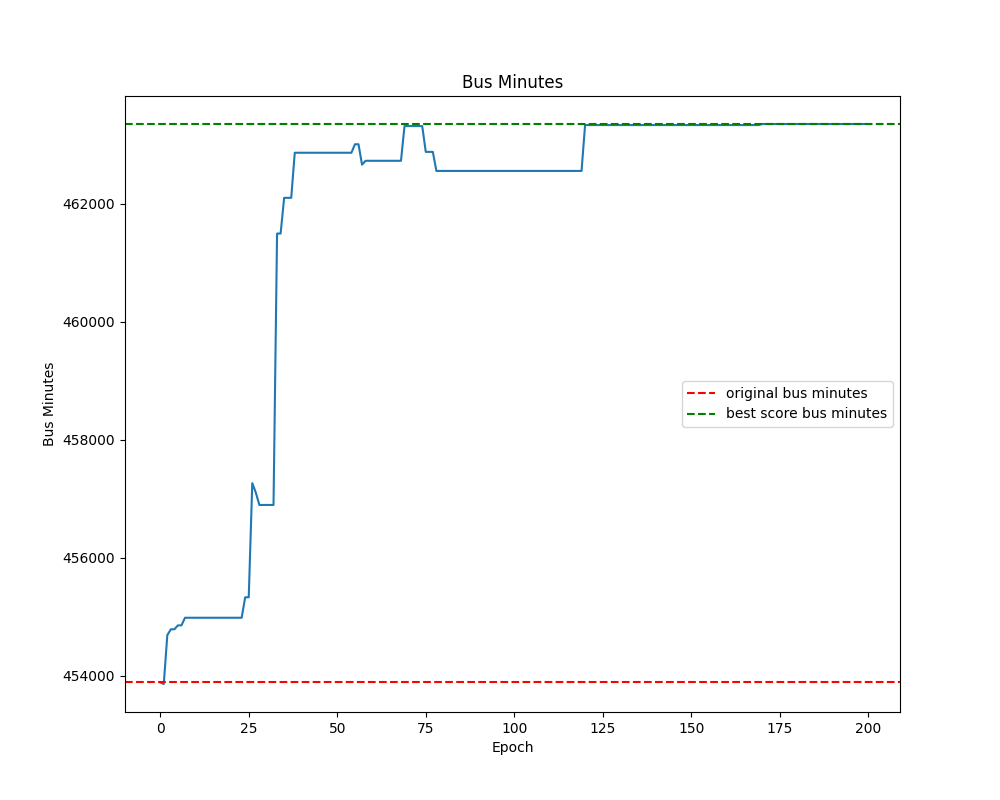 Bus Minutes
462000
460000
458000
456000
454000
Bus Minutes
original bus minutes
best score bus minutes
0 25 50 75 100 125 150 175 200
Epoch